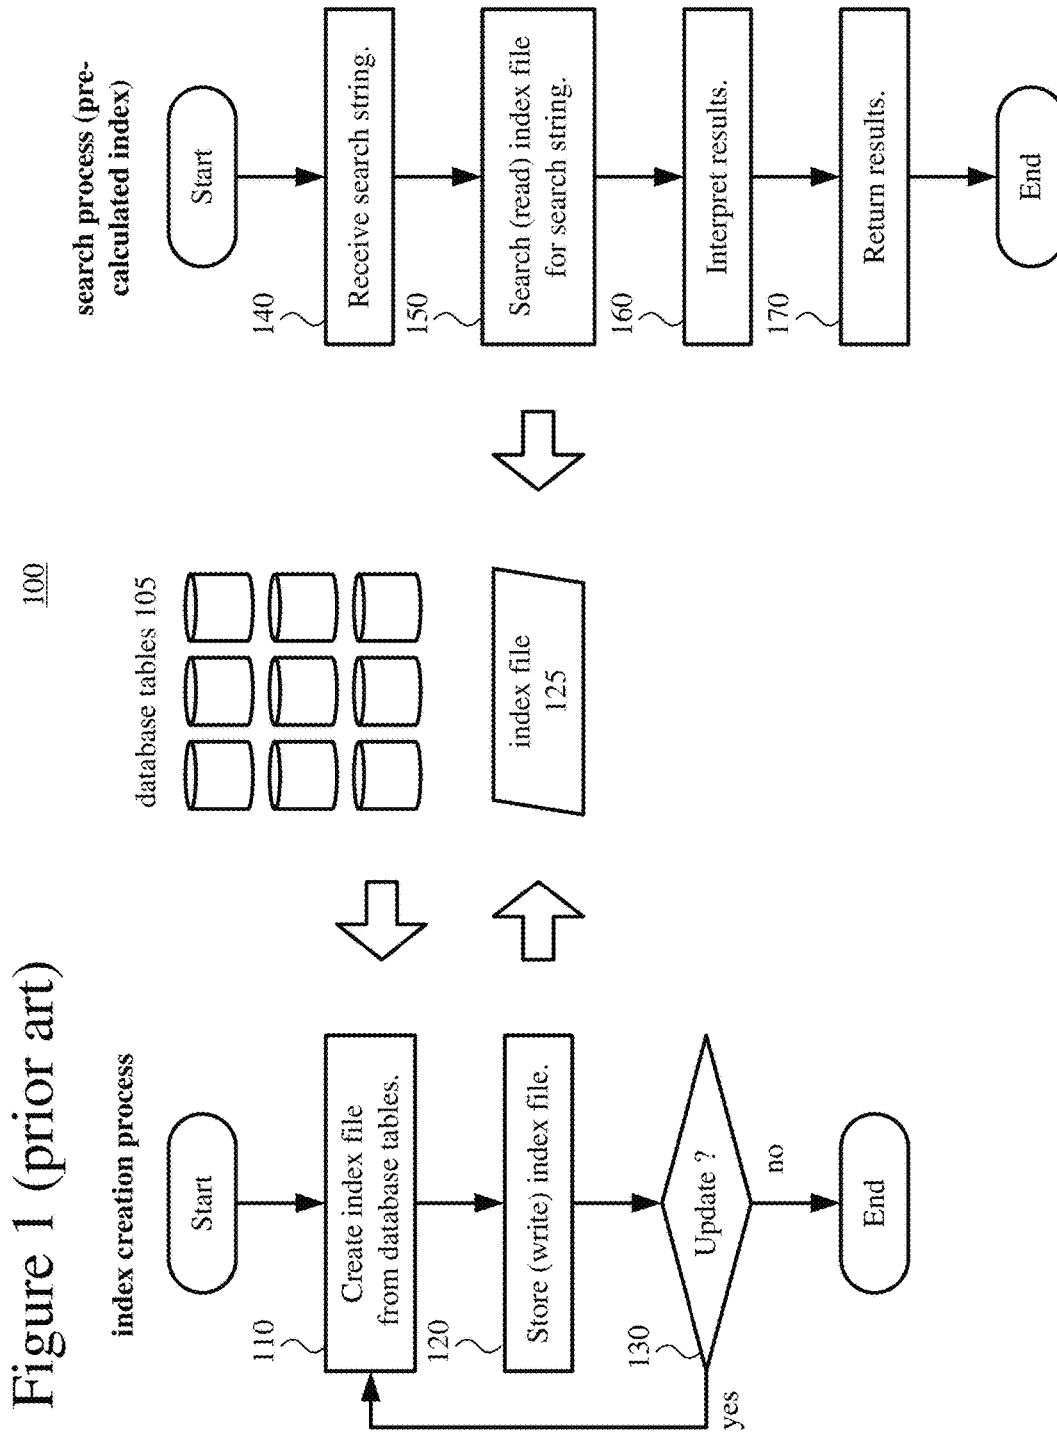 Figure 1 (prior art)
100
index creation process
Start
110
Create index file
from database tables.
120
Store (write) index file.
130
Update ?
yes
no
End
database tables 105
index file
125
search process (pre-
calculated index)
Start
140
Receive search string.
150
Search (read) index file
for search string.
160
Interpret results.
170
Return results.
End